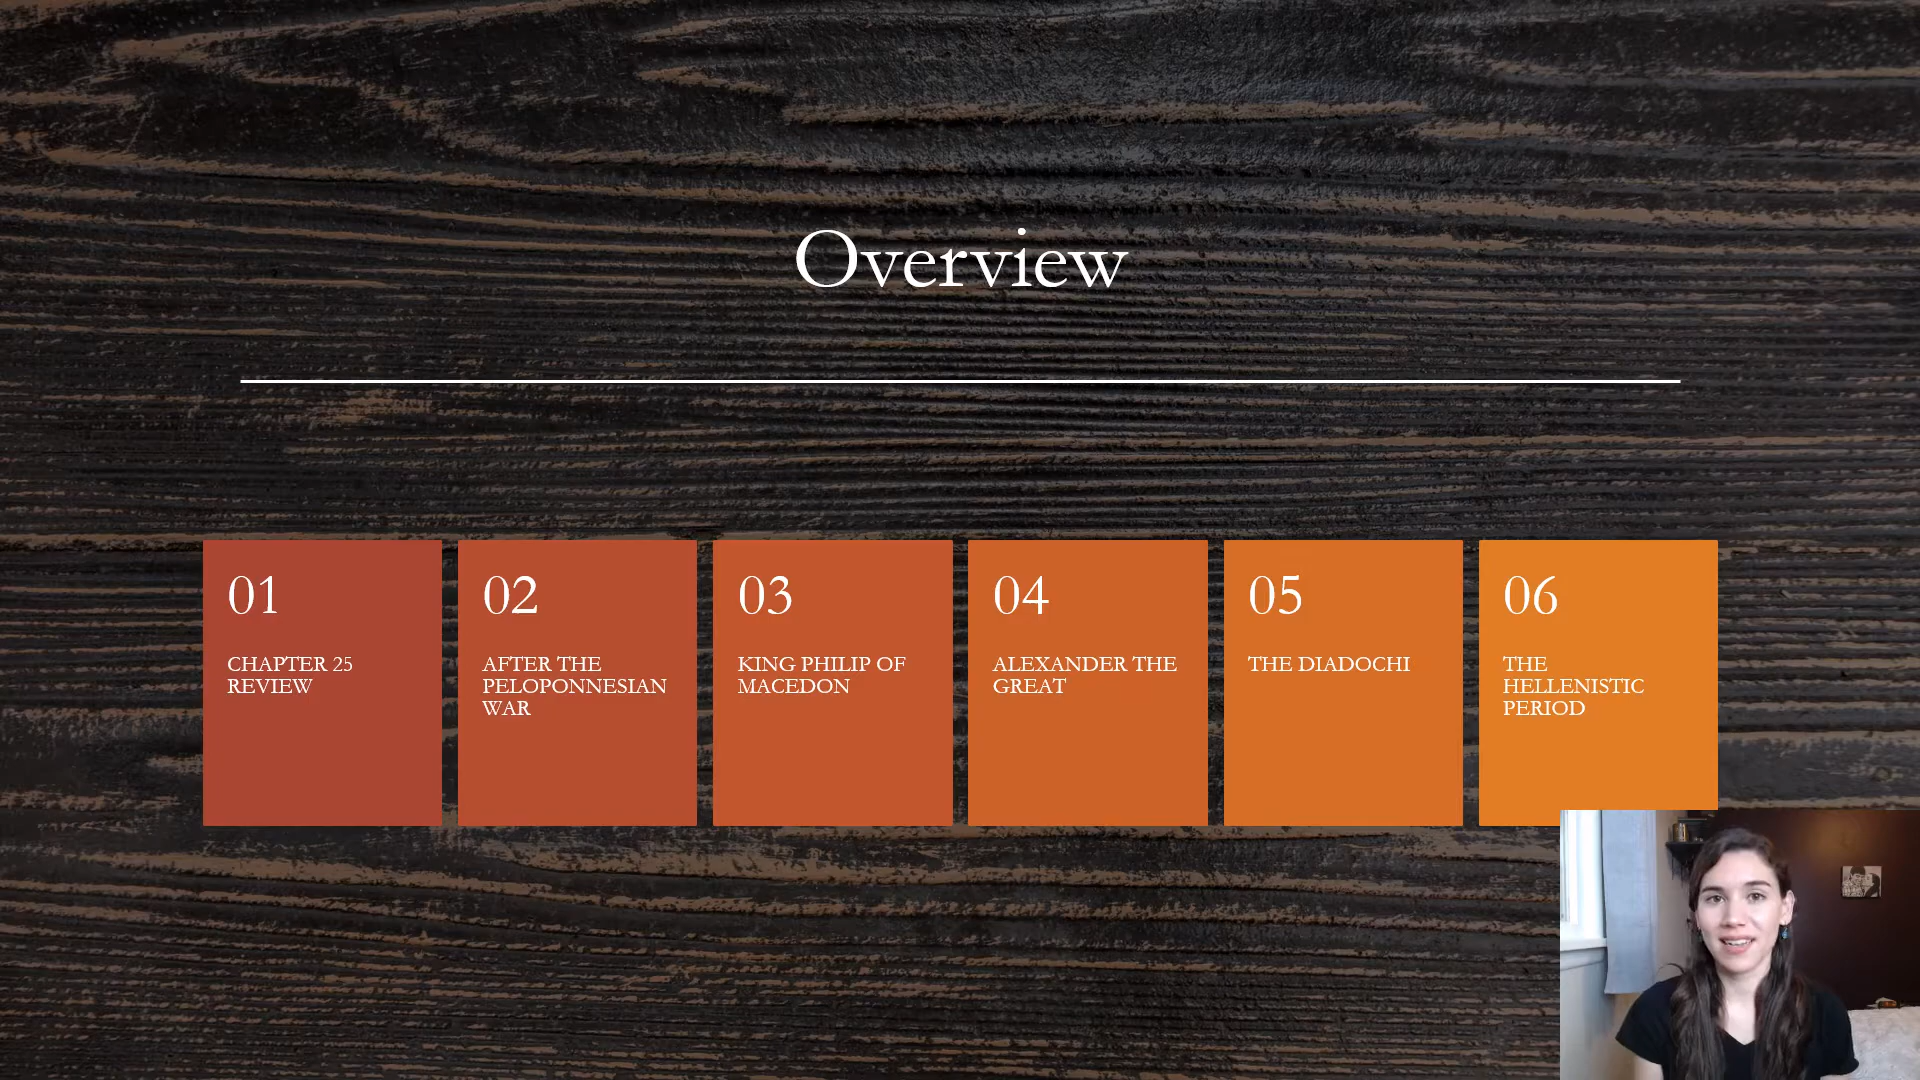 Overview
01
CHAPTER 25
REVIEW
02
AFTER THE
PELOPONNESIAN
WAR
03
KING PHILIP OF
MACEDON
04
ALEXANDER THE
GREAT
05
THE DIADOCHI
06
THE
HELLENISTIC
PERIOD